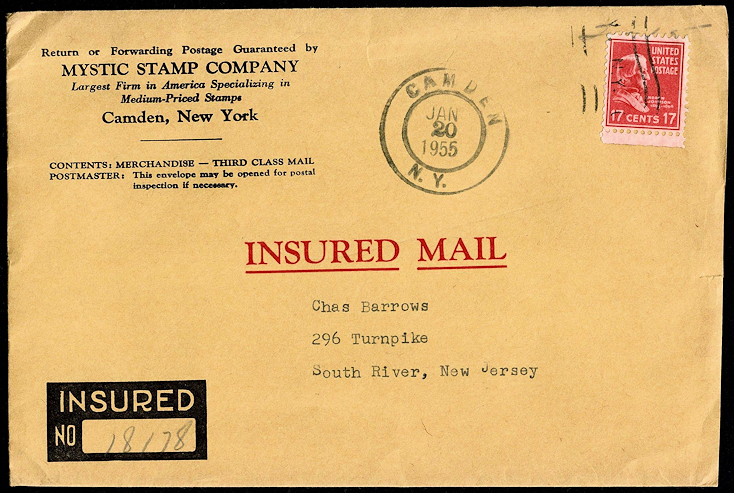 Return or Forwarding Postage Guaranteed by
MYSTIC STAMP COMPANY
Largest Firm in America Specializing in
Medium-Priced Stamps
Camden, New York
CONTENTS: MERCHANDISE — THIRD CLASS MAIL
POSTMASTER: This envelope may be opened for postal
inspection if necessary.
CAMDEN
JAN
20
1955
N. Y.
UNITED
STATES
POSTAGE
ANDREW
JOHNSON
17 CENTS 17
INSURED MAIL
Chas Barrows
296 Turnpike
South River, New Jersey
INSURED
NO 18178